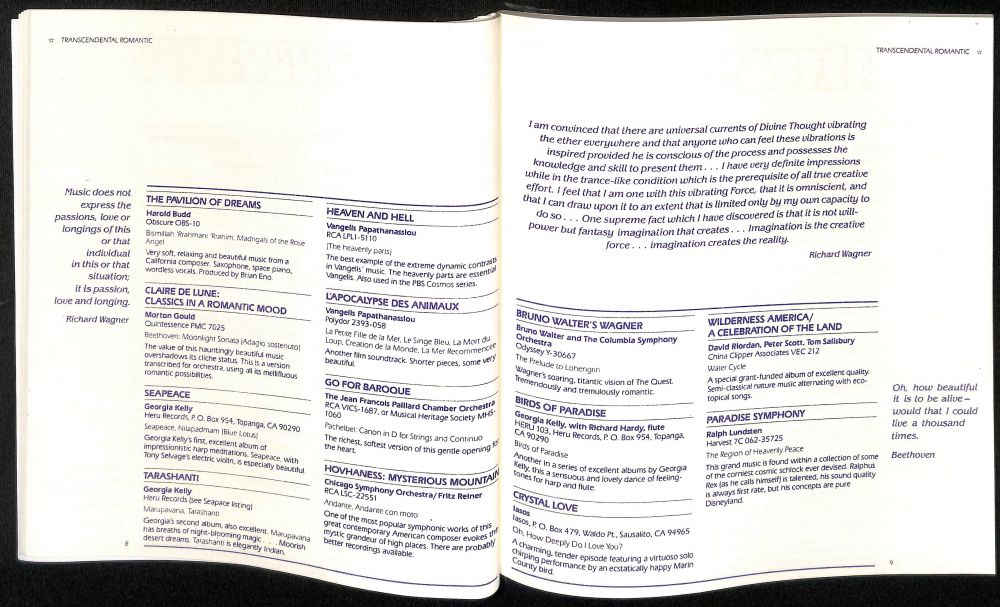 ☆ TRANSCENDENTAL ROMANTIC
Music does not
express the
passions, love or
longings of this
or that
individual
in this or that
situation;
it is passion,
love and longing.
Richard Wagner
THE PAVILION OF DREAMS
Harold Budd
Obscure OBS-10
Bismillah 'Rrahmani 'Rrahim, Madrigals of the Rose
Angel
Very soft, relaxing and beautiful music from a
California composer. Saxophone, space piano,
wordless vocals. Produced by Brian Eno.
CLAIRE DE LUNE:
CLASSICS IN A ROMANTIC MOOD
Morton Gould
Quintessence PMC 7025
Beethoven: Moonlight Sonata (Adagio sostenuto)
The value of this hauntingly beautiful music
overshadows its cliche status. This is a version
transcribed for orchestra, using all its mellifluous
romantic possibilities.
SEAPEACE
Georgia Kelly
Heru Records, P. O. Box 954, Topanga, CA 90290
Seapeace, Nilapadmam (Blue Lotus)
Georgia Kelly's first, excellent album of
impressionistic harp meditations. Seapeace, with
Tony Selvage's electric violin, is especially beautiful.
TARASHANTI
Georgia Kelly
Heru Records (see Seapace listing)
Marupavana, Tarashanti
Georgia's second album, also excellent. Marupavana
has breaths of night-blooming magic . . . Moorish
desert dreams. Tarashanti is elegantly Indian.
8
HEAVEN AND HELL
Vangelis Papathanassiou
RCA LPLI-5110
(The heavenly parts)
The best example of the extreme dynamic contrasts
in Vangelis' music. The heavenly parts are essential
Vangelis. Also used in the PBS Cosmos series.
L'APOCALYPSE DES ANIMAUX
Vangelis Papathanassiou
Polydor 2393-058
La Petite Fille de la Mer, Le Singe Bleu, La Mort du
Loup, Creation de la Monde, La Mer Recommencee
Another film soundtrack. Shorter pieces, some very
beautiful.
GO FOR BAROQUE
The Jean Francois Paillard Chamber Orchestra
RCA VICS-1687, or Musical Heritage Society MHS-
1060
Pachelbel: Canon in D for Strings and Continuo
The richest, softest version of this gentle opening for
the heart.
HOVHANESS: MYSTERIOUS MOUNTAIN
Chicago Symphony Orchestra/ Fritz Reiner
RCA LSC-22551
Andante, Andante con moto
One of the most popular symphonic works of this
great contemporary American composer evokes the
mystic grandeur of high places. There are probably
better recordings available.
TRANSCENDENTAL ROMANTIC ☆
I am convinced that there are universal currents of Divine Thought vibrating
the ether everywhere and that anyone who can feel these vibrations is
inspired provided he is conscious of the process and possesses the
knowledge and skill to present them . . . I have very definite impressions
while in the trance-like condition which is the prerequisite of all true creative
effort. I feel that I am one with this vibrating Force, that it is omniscient, and
that I can draw upon it to an extent that is limited only by my own capacity to
do so . . . One supreme fact which I have discovered is that it is not will-
power but fantasy imagination that creates . . . Imagination is the creative
force . . . imagination creates the reality.
Richard Wagner
BRUNO WALTER'S WAGNER
Bruno Walter and The Columbia Symphony
Orchestra
Odyssey Y-30667
The Prelude to Lohengrin
Wagner's soaring, titantic vision of The Quest.
Tremendously and tremulously romantic.
BIRDS OF PARADISE
Georgia Kelly, with Richard Hardy, flute
HERU 103, Heru Records, P. O. Box 954, Topanga,
CA 90290
Birds of Paradise
Another in a series of excellent albums by Georgia
Kelly, this a sensuous and lovely dance of feeling-
tones for harp and flute.
CRYSTAL LOVE
Iasos
Iasos, P. O. Box 479, Waldo Pt., Sausalito, CA 94965
Oh, How Deeply Do I Love You?
A charming, tender episode featuring a virtuoso solo
chirping performance by an ecstatically happy Marin
County bird.
WILDERNESS AMERICA/
A CELEBRATION OF THE LAND
David Riordan, Peter Scott, Tom Salisbury
China Clipper Associates VEC 212
Water Cycle
A special grant-funded album of excellent quality.
Semi-classical nature music alternating with eco-
topical songs.
PARADISE SYMPHONY
Ralph Lundsten
Harvest 7C 062-35725
The Region of Heavenly Peace
This grand music is found within a collection of some
of the corniest cosmic schlock ever devised. Ralphus
Rex (as he calls himself) is talented, his sound quality
is always first rate, but his concepts are pure
Disneyland.
Oh, how beautiful
it is to be alive—
would that I could
live a thousand
times.
Beethoven
9